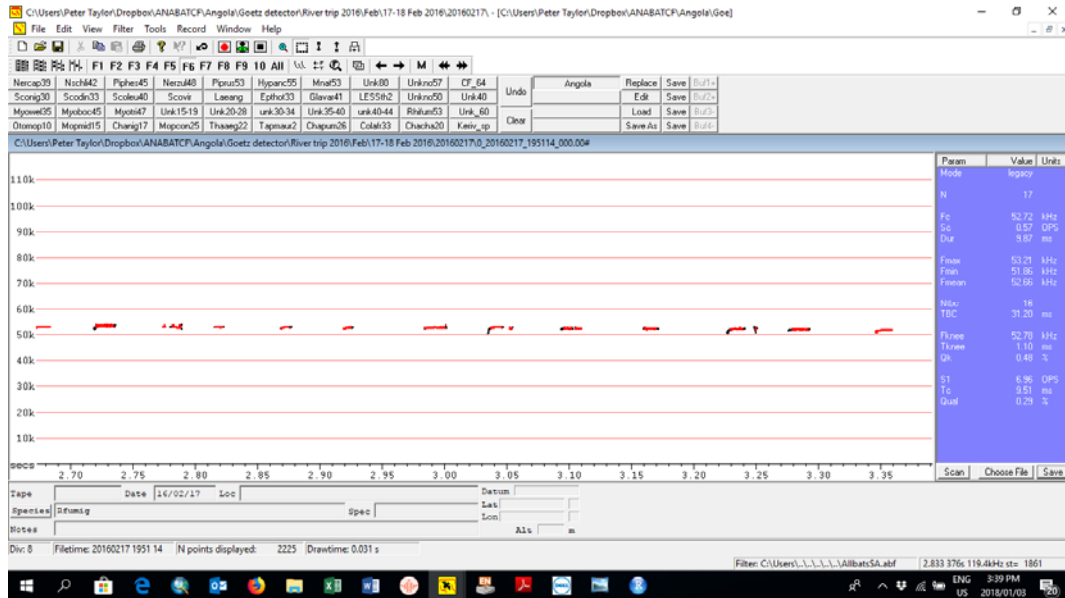 C:\Users\Peter Taylor\Dropbox\ANABATCF\Angola\Goetz detector\River trip 2016\Feb\17-18 Feb 2016\20160217\, - [C:\Users\Peter Taylor\Dropbox\ANABATCF\Angola\Goe]
File Edit View Filter Tools Record Window Help
F1 F2 F3 F4 F5 F6 F7 F8 F9 10 All M
Nercap39 Nschli42 Piphes45 Nerzul48 Piprus53 Hypanc55 Mnat53 Unk80 Unkno57 CF_64 Undo Angola Replace Save Buf1+
Sconig30 Scodin33 Scoleu40 Scovir Laeang Epthot33 Glavar41 LESSth2 Unkno50 Unk40 Edit Save Buf2+
Myowel35 Myoboc45 Myotri47 Unk15-19 Unk20-28 unk30-34 Unk35-40 unk40-44 Rhifum53 Unk_60 Clear Load Save Buf3-
Otomop10 Mopmid15 Chanig17 Mopcon25 Thaaeg22 Tapmaur2 Chapum26 Colafr33 Chacha20 Keriv_sp Save As Save Buf4-
C:\Users\Peter Taylor\Dropbox\ANABATCF\Angola\Goetz detector\River trip 2016\Feb\17-18 Feb 2016\20160217\0_20160217_195114_000.00#
Param Value Units
Mode legacy
N 17
Fc 52.72 kHz
Sc 0.57 OPS
Dur 9.87 ms
Fmax 53.21 kHz
Fmin 51.86 kHz
Fmean 52.66 kHz
16
TBC 31.20 ms
Fknee 52.78 kHz
Tknee 1.10 ms
Qk 0.48 %
S1 6.96 OPS
Tc 9.51 ms
Qual 0.29 %
110k
100k
90k
80k
70k
60k
50k
40k
30k
20k
10k
secs 2.70 2.75 2.80 2.85 2.90 2.95 3.00 3.05 3.10 3.15 3.20 3.25 3.30 3.35
Scan Choose File Save
Tape Date 16/02/17 Loc Datum
Species Rfumig Spec Lat
Lon
Notes Alt m
Div: 8 Filetime: 20160217 1951 14 N points displayed: 2225 Drawtime: 0.031 s
Filter: C:\Users\..\..\..\..\..\AllbatsSA.abf 2.833 376s 119.4kHz st= 1861
ENG 3:39 PM
US 2018/01/03
20